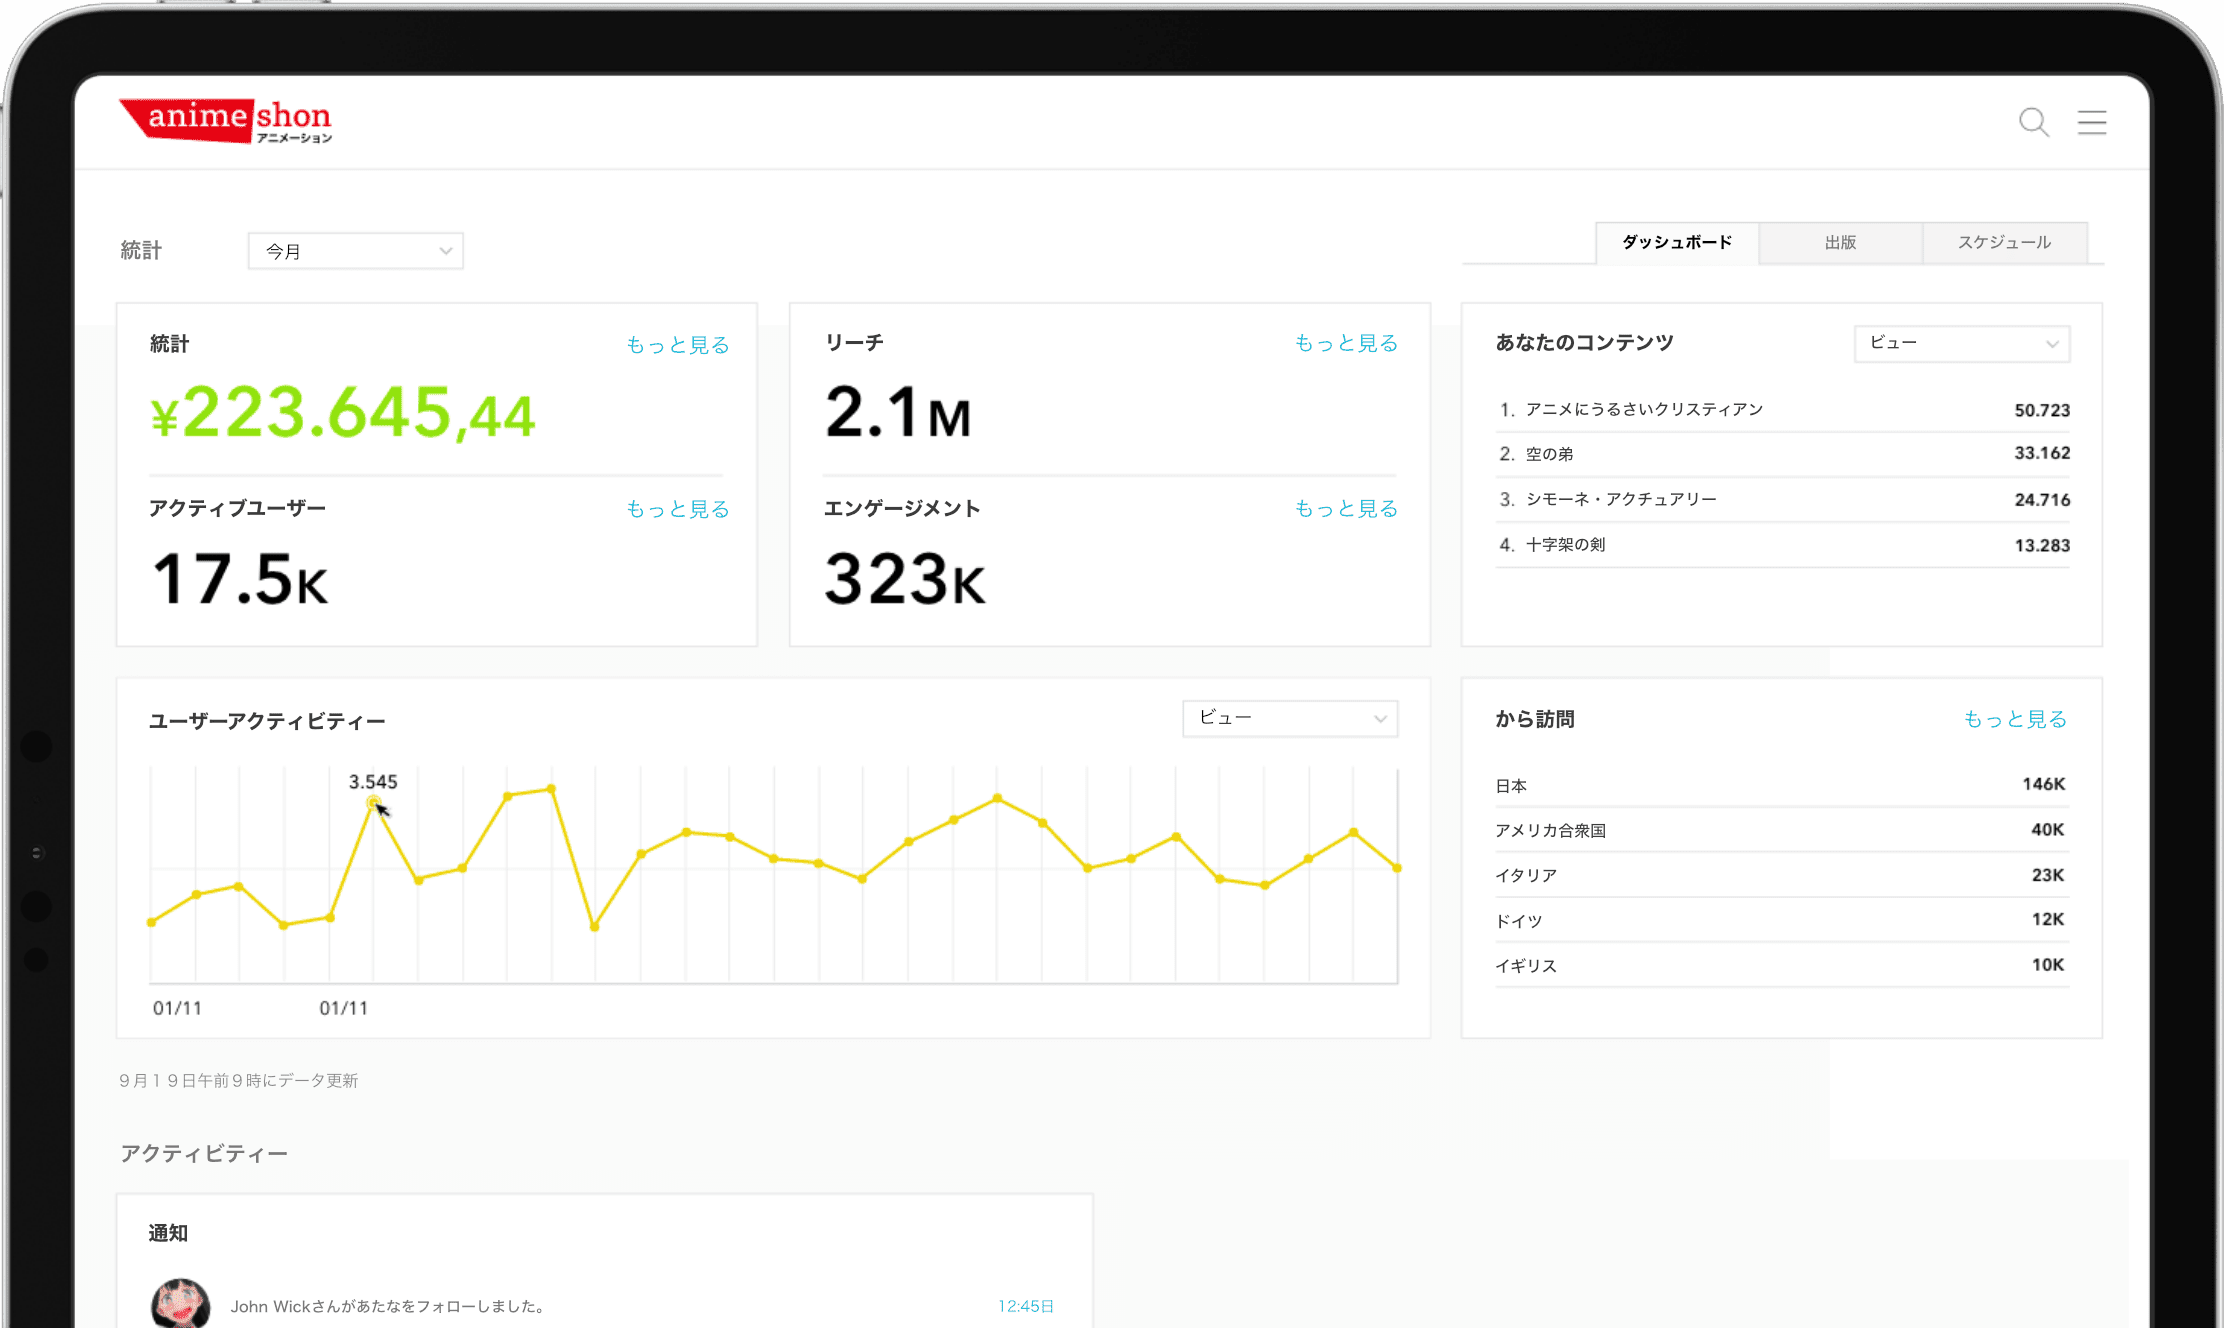 anime shon
アニメーション
統計
今月
ダッシュボード
出版
スケジュール
統計
もっと見る
¥223.645,44
アクティブユーザー
もっと見る
17.5K
リーチ
もっと見る
2.1M
エンゲージメント
もっと見る
323K
あなたのコンテンツ
ビュー
1. アニメにうるさいクリスティアン 50.723
2. 空の弟 33.162
3. シモーネ・アクチュアリー 24.716
4. 十字架の剣 13.283
ユーザーアクティビティー
ビュー
3.545
01/11 01/11
から訪問
もっと見る
日本 146K
アメリカ合衆国 40K
イタリア 23K
ドイツ 12K
イギリス 10K
９月１９日午前９時にデータ更新
アクティビティー
通知
John Wickさんがあたなをフォローしました。 12:45日